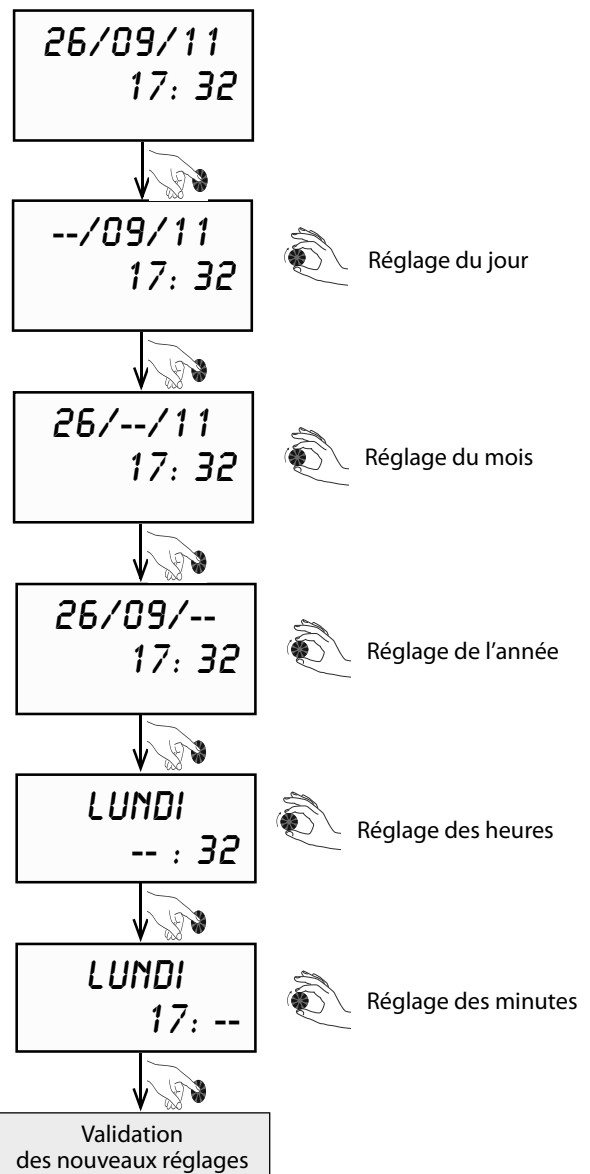 26/09/11
17: 32
--/09/11
17: 32
Réglage du jour
26/--/11
17: 32
Réglage du mois
26/09/--
17: 32
Réglage de l'année
LUNDI
-- : 32
Réglage des heures
LUNDI
17: --
Réglage des minutes
Validation
des nouveaux réglages